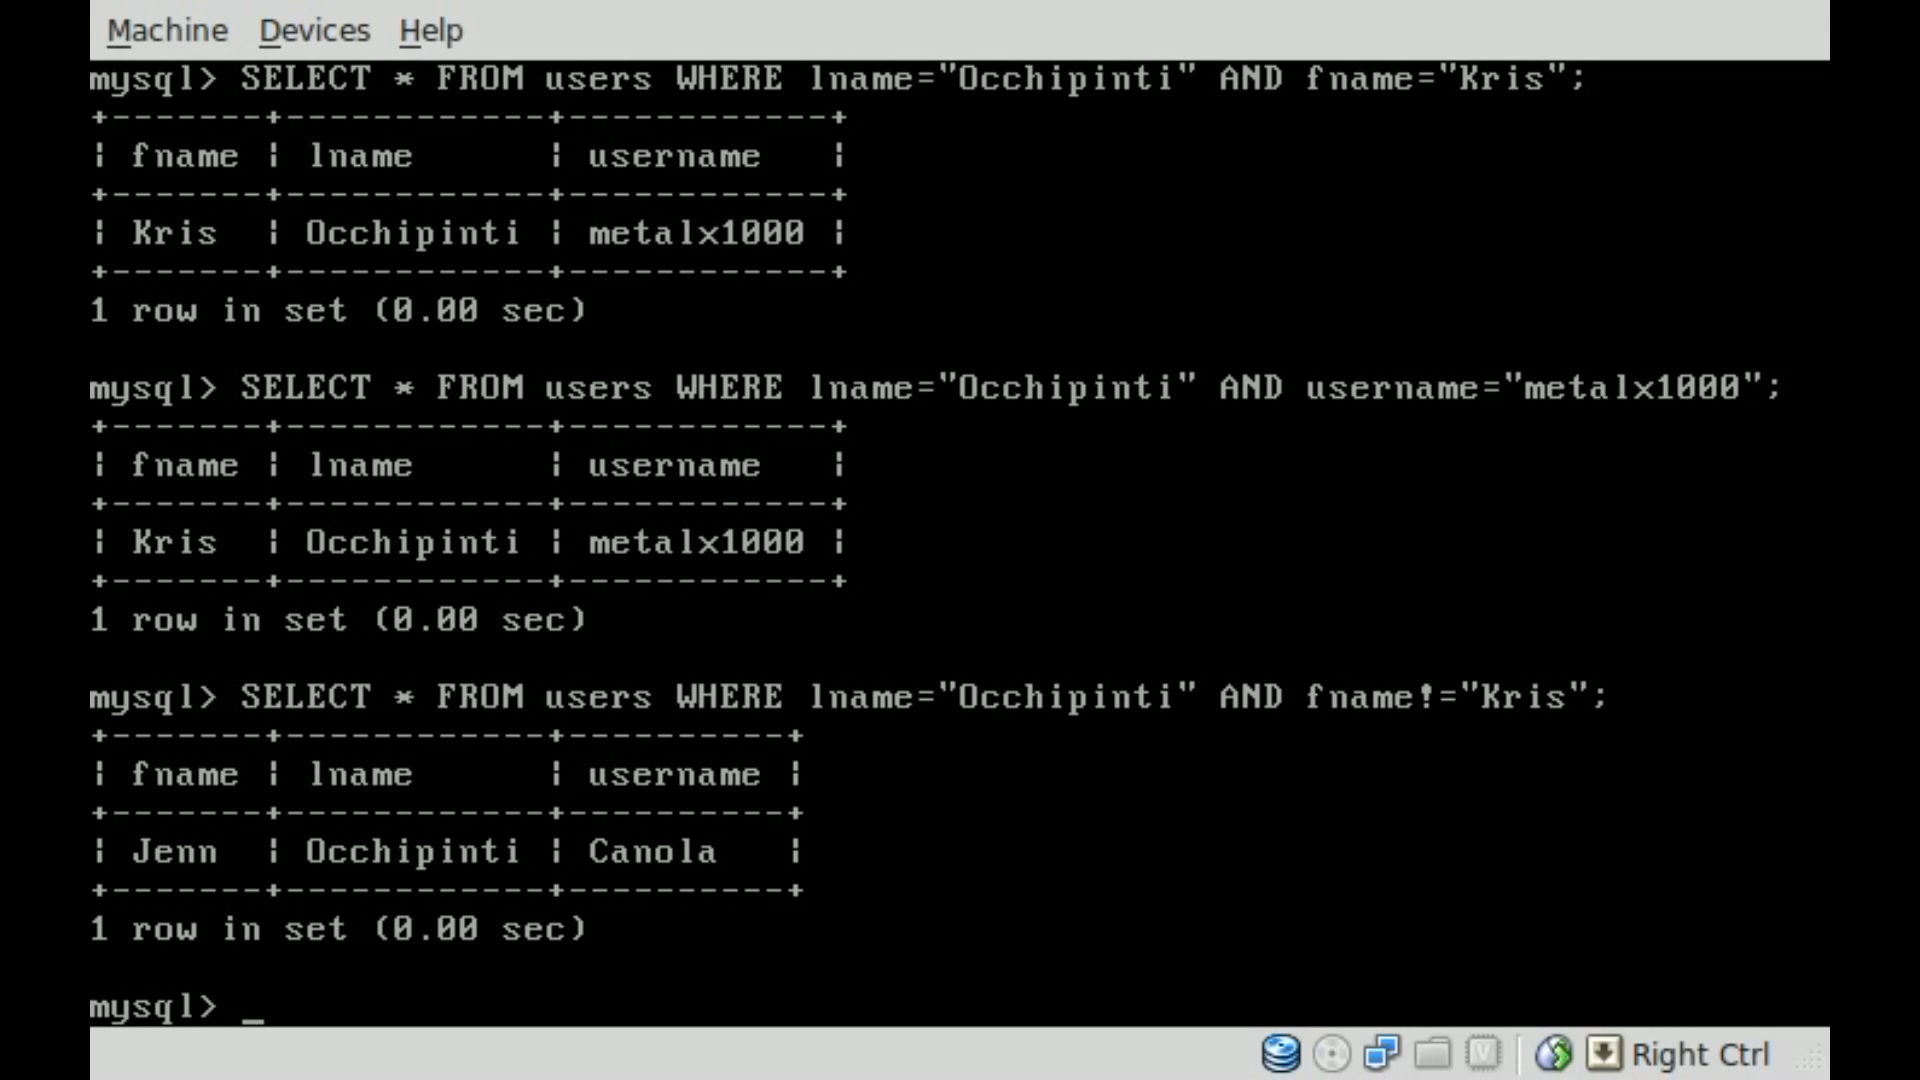 Machine Devices Help
mysql> SELECT * FROM users WHERE lname="Occhipinti" AND fname="Kris";
+-------+------------+------------+
| fname | lname      | username   |
+-------+------------+------------+
| Kris  | Occhipinti | metalx1000 |
+-------+------------+------------+
1 row in set (0.00 sec)
mysql> SELECT * FROM users WHERE lname="Occhipinti" AND username="metalx1000";
+-------+------------+------------+
| fname | lname      | username   |
+-------+------------+------------+
| Kris  | Occhipinti | metalx1000 |
+-------+------------+------------+
1 row in set (0.00 sec)
mysql> SELECT * FROM users WHERE lname="Occhipinti" AND fname!="Kris";
+-------+------------+----------+
| fname | lname      | username |
+-------+------------+----------+
| Jenn  | Occhipinti | Canola   |
+-------+------------+----------+
1 row in set (0.00 sec)
mysql> _
Right Ctrl